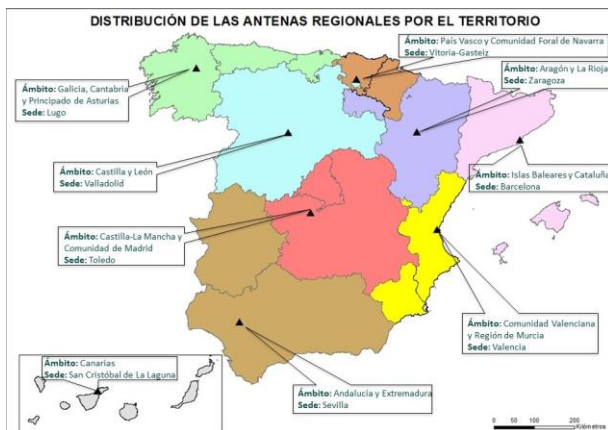 DISTRIBUCIÓN DE LAS ANTENAS REGIONALES POR EL TERRITORIO
Ámbito: País Vasco y Comunidad Foral de Navarra
Sede: Vitoria-Gasteiz
Ámbito: Aragón y La Rioja
Sede: Zaragoza
Ámbito: Galicia, Cantabria
y Principado de Asturias
Sede: Lugo
Ámbito: Castilla y León
Sede: Valladolid
Ámbito: Islas Baleares y Cataluña
Sede: Barcelona
Ámbito: Castilla-La Mancha y
Comunidad de Madrid
Sede: Toledo
Ámbito: Comunidad Valenciana
y Región de Murcia
Sede: Valencia
Ámbito: Canarias
Sede: San Cristóbal de La Laguna
Ámbito: Andalucía y Extremadura
Sede: Sevilla
0 50 100 200
Kilómetros